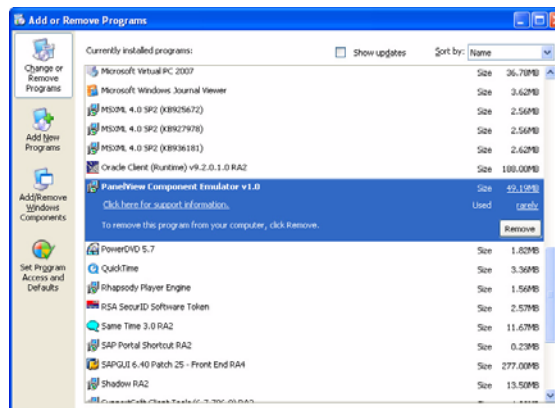 Add or Remove Programs
Currently installed programs: Show updates Sort by: Name
Change or Remove Programs
Add New Programs
Add/Remove Windows Components
Set Program Access and Defaults
Microsoft Virtual PC 2007 Size 36.70MB
Microsoft Windows Journal Viewer Size 3.62MB
MSXML 4.0 SP2 (KB925672) Size 2.56MB
MSXML 4.0 SP2 (KB927978) Size 2.56MB
MSXML 4.0 SP2 (KB936181) Size 2.62MB
Oracle Client (Runtime) v9.2.0.1.0 RA2 Size 188.00MB
PanelView Component Emulator v1.0 Size 49.19MB
Click here for support information. Used rarely
To remove this program from your computer, click Remove. Remove
PowerDVD 5.7 Size 1.82MB
QuickTime Size 3.36MB
Rhapsody Player Engine Size 1.56MB
RSA SecurID Software Token Size 2.57MB
Same Time 3.0 RA2 Size 11.67MB
SAP Portal Shortcut RA2 Size 0.23MB
SAPGUI 6.40 Patch 25 - Front End RA4 Size 277.00MB
Shadow RA2 Size 13.50MB